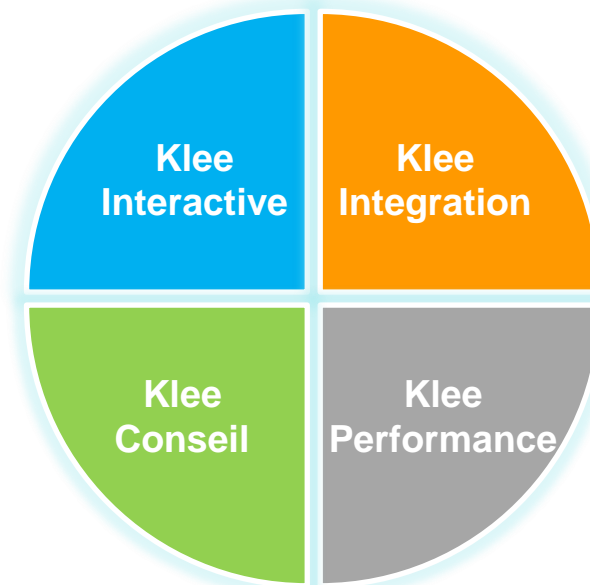 Klee
Interactive
Klee
Integration
Klee
Conseil
Klee
Performance